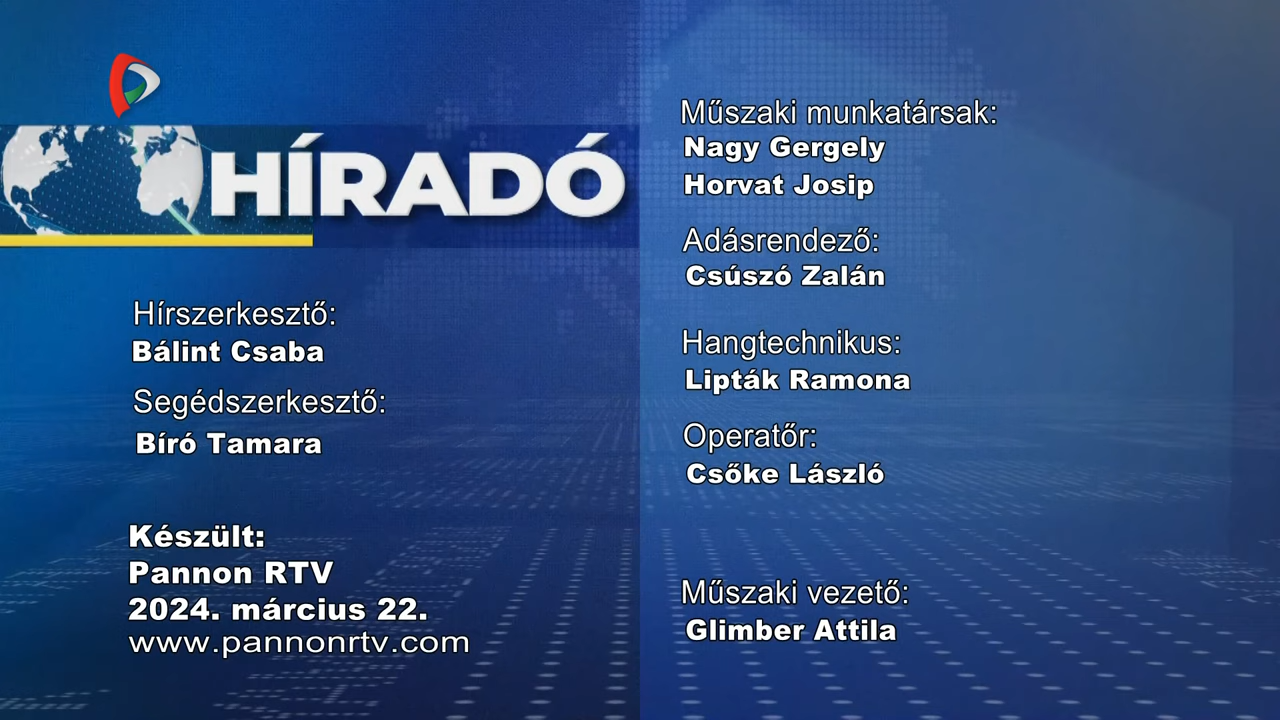 HÍRADÓ
Hírszerkesztő:
Bálint Csaba
Segédszerkesztő:
Bíró Tamara
Készült:
Pannon RTV
2024. március 22.
www.pannonrtv.com
Műszaki munkatársak:
Nagy Gergely
Horvat Josip
Adásrendező:
Csúszó Zalán
Hangtechnikus:
Lipták Ramona
Operatőr:
Csőke László
Műszaki vezető:
Glimber Attila